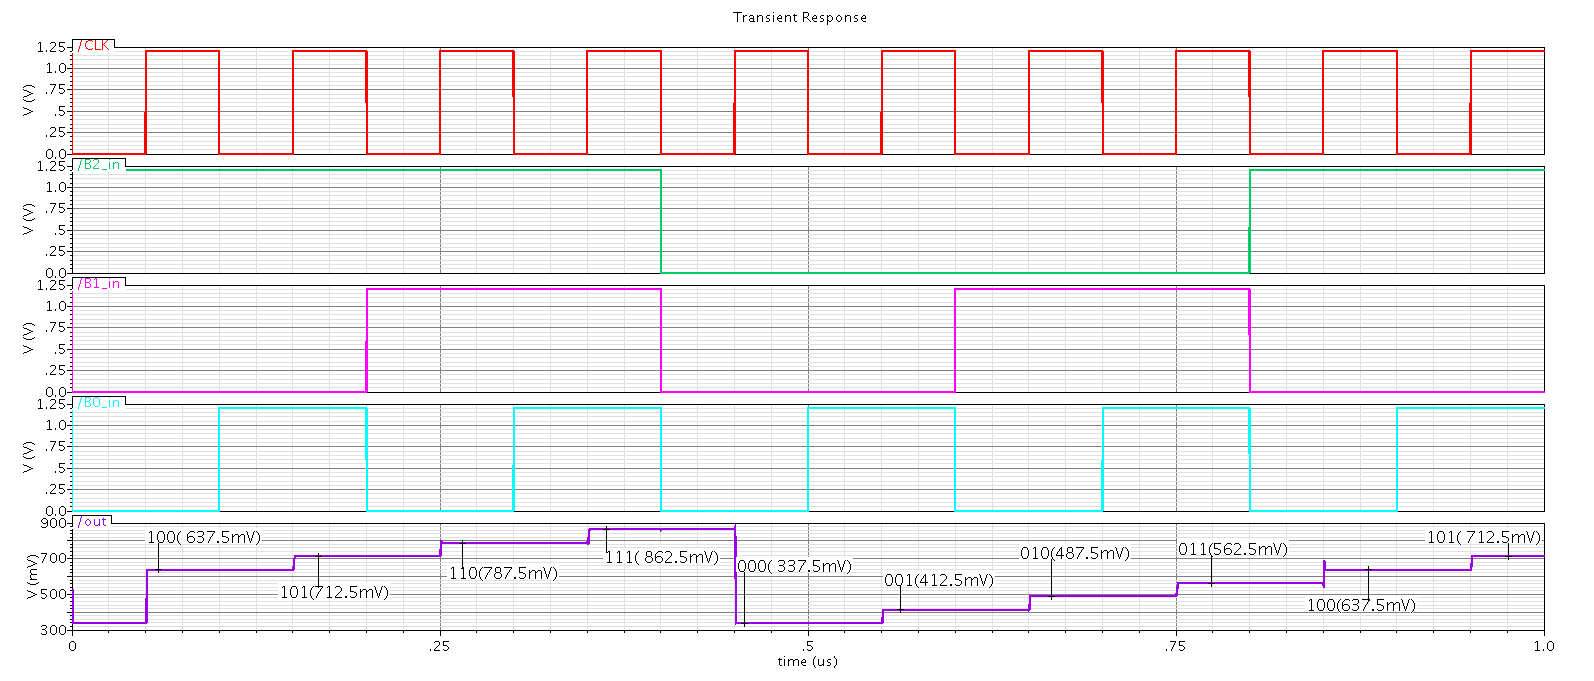 Transient Response
/CLK
V (V)
1.25
1.0
.75
.5
.25
0.0
/B2_in
V (V)
1.25
1.0
.75
.5
.25
0.0
/B1_in
V (V)
1.25
1.0
.75
.5
.25
0.0
/B0_in
V (V)
1.25
1.0
.75
.5
.25
0.0
/out
V (mV)
900
700
500
300
100( 637.5mV)
101(712.5mV)
110(787.5mV)
111( 862.5mV)
000( 337.5mV)
001(412.5mV)
010(487.5mV)
011(562.5mV)
100(637.5mV)
101( 712.5mV)
0
.25
.5
.75
1.0
time (us)